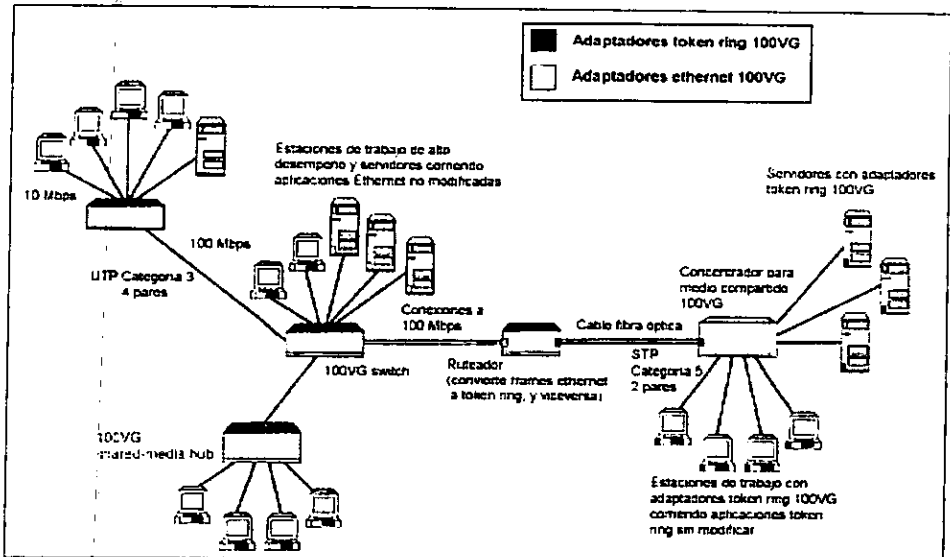 Adaptadores token ring 100VG
Adaptadores ethernet 100VG
10 Mbps
UTP Categoria 3
4 pares
100 Mbps
Estaciones de trabajo de alto
desempeño y servidores corriendo
aplicaciones Ethernet no modificadas
Conexiones a
100 Mbps
100VG switch
100VG
shared-media hub
Ruteador
(convierte frames ethernet
a token ring, y viceversa)
Cable fibra óptica
STP
Categoria 5,
2 pares
Concentrador para
medio compartido
100VG
Servidores con adaptadores
token ring 100VG
Estaciones de trabajo con
adaptadores token ring 100VG
corriendo aplicaciones token
ring sin modificar